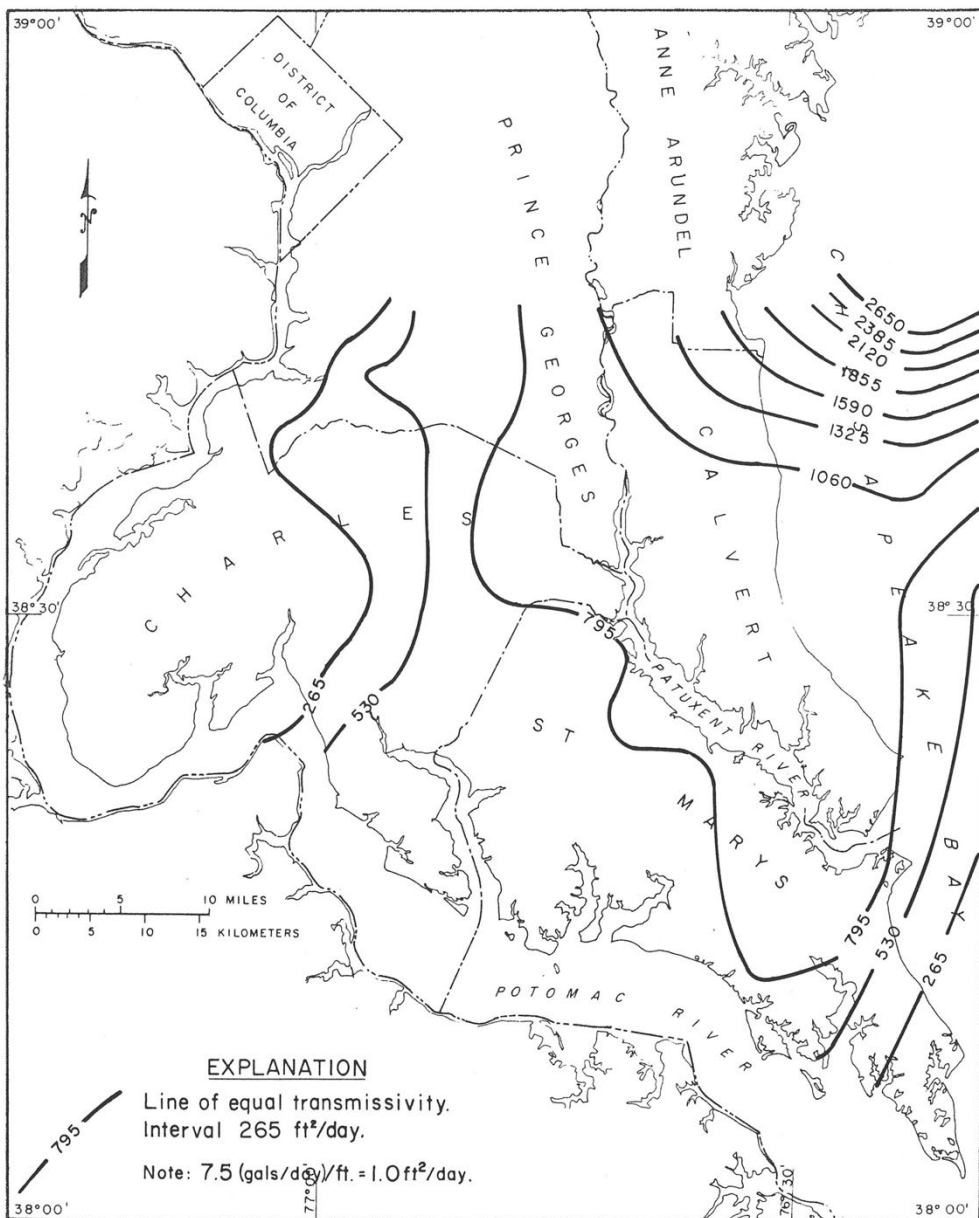 39°00'
39°00'
DISTRICT
OF
COLUMBIA
ANNE ARUNDEL
PRINCE GEORGES
N
CHESAPEAKE BAY
2650
2385
2120
1855
1590
1325
1060
CALVERT
CHARLES
38°30'
38°30'
795
PATUXENT RIVER
265
530
ST MARYS
0 5 10 MILES
0 5 10 15 KILOMETERS
795
530
265
POTOMAC RIVER
EXPLANATION
795
Line of equal transmissivity.
Interval 265 ft²/day.
Note: 7.5 (gals/day)/ft. = 1.0 ft²/day.
77°00'
76°30'
38°00'
38°00'